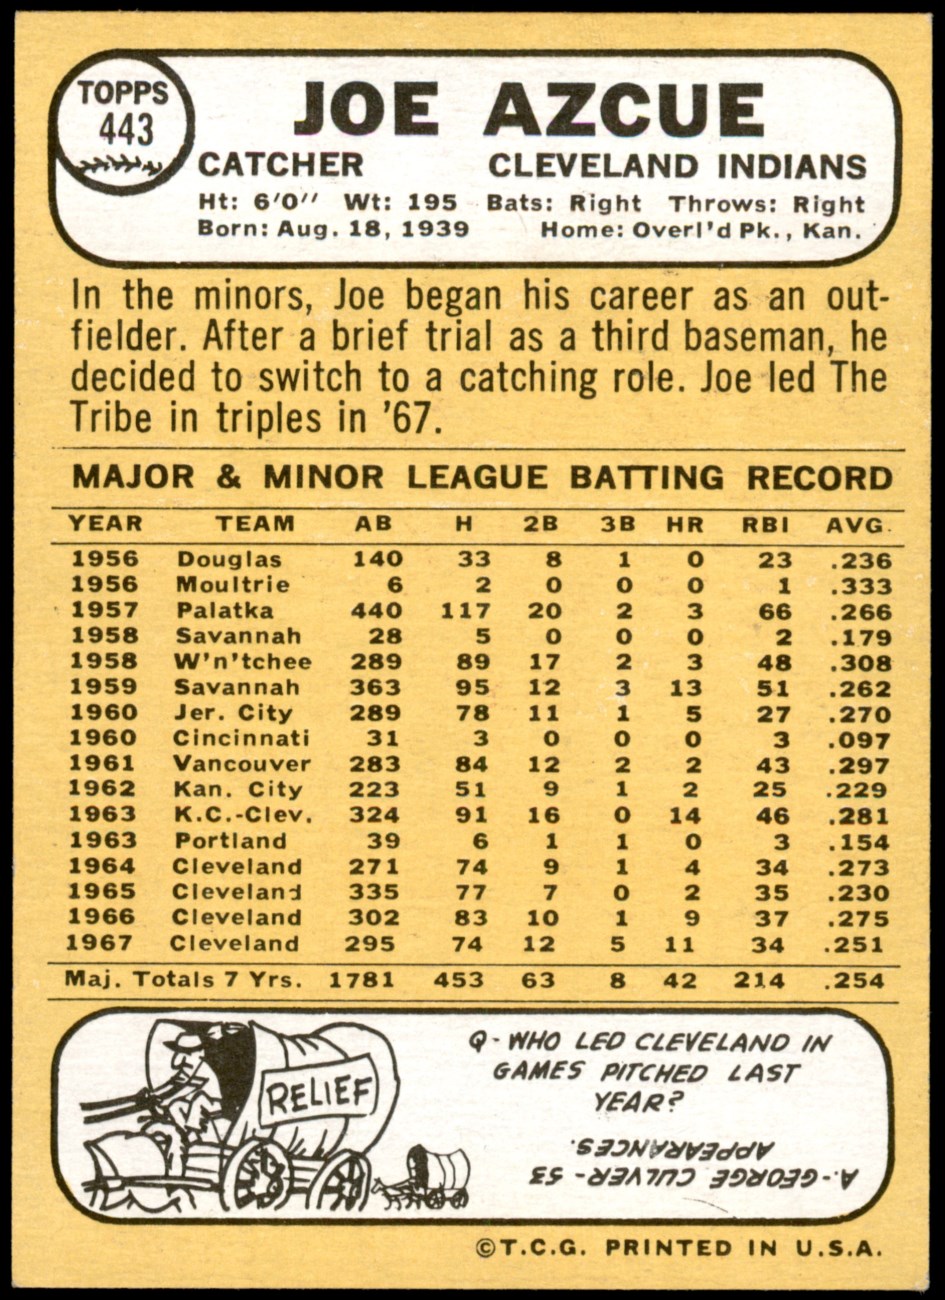 TOPPS
443
JOE AZCUE
CATCHER CLEVELAND INDIANS
Ht: 6'0'' Wt: 195 Bats: Right Throws: Right
Born: Aug. 18, 1939 Home: Overl'd Pk., Kan.
In the minors, Joe began his career as an out-
fielder. After a brief trial as a third baseman, he
decided to switch to a catching role. Joe led The
Tribe in triples in '67.
MAJOR & MINOR LEAGUE BATTING RECORD
YEAR TEAM AB H 2B 3B HR RBI AVG.
1956 Douglas 140 33 8 1 0 23 .236
1956 Moultrie 6 2 0 0 0 1 .333
1957 Palatka 440 117 20 2 3 66 .266
1958 Savannah 28 5 0 0 0 2 .179
1958 W'n'tchee 289 89 17 2 3 48 .308
1959 Savannah 363 95 12 3 13 51 .262
1960 Jer. City 289 78 11 1 5 27 .270
1960 Cincinnati 31 3 0 0 0 3 .097
1961 Vancouver 283 84 12 2 2 43 .297
1962 Kan. City 223 51 9 1 2 25 .229
1963 K.C.-Clev. 324 91 16 0 14 46 .281
1963 Portland 39 6 1 1 0 3 .154
1964 Cleveland 271 74 9 1 4 34 .273
1965 Cleveland 335 77 7 0 2 35 .230
1966 Cleveland 302 83 10 1 9 37 .275
1967 Cleveland 295 74 12 5 11 34 .251
Maj. Totals 7 Yrs. 1781 453 63 8 42 214 .254
RELIEF
Q- WHO LED CLEVELAND IN
GAMES PITCHED LAST
YEAR?
A.-GEORGE CULVER - 53
APPEARANCES.
©T.C.G. PRINTED IN U.S.A.